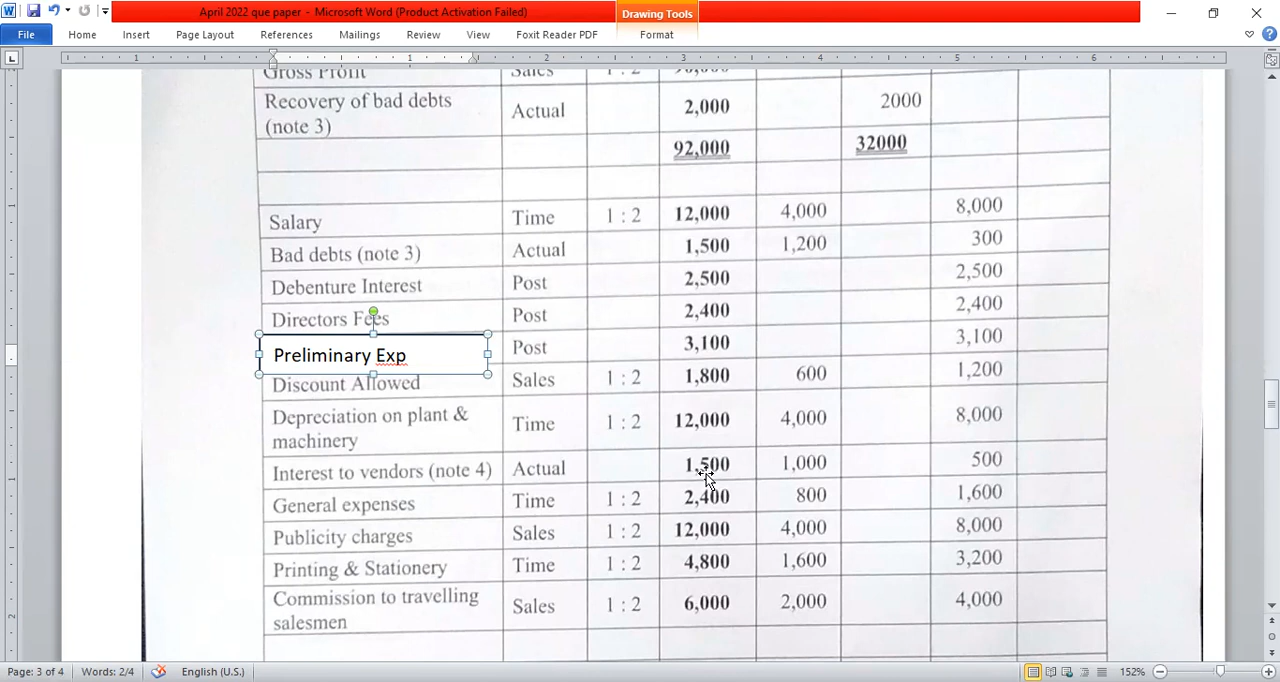 April 2022 que paper - Microsoft Word (Product Activation Failed)
Drawing Tools
File Home Insert Page Layout References Mailings Review View Foxit Reader PDF Format
1 2 3 4 5 6
Gross Profit Sales 1 : 2
Recovery of bad debts (note 3) Actual 2,000 2000
92,000 32000
Salary Time 1 : 2 12,000 4,000 8,000
Bad debts (note 3) Actual 1,500 1,200 300
Debenture Interest Post 2,500 2,500
Directors Fees Post 2,400 2,400
Preliminary Exp Post 3,100 3,100
Discount Allowed Sales 1 : 2 1,800 600 1,200
Depreciation on plant & machinery Time 1 : 2 12,000 4,000 8,000
Interest to vendors (note 4) Actual 1,500 1,000 500
General expenses Time 1 : 2 2,400 800 1,600
Publicity charges Sales 1 : 2 12,000 4,000 8,000
Printing & Stationery Time 1 : 2 4,800 1,600 3,200
Commission to travelling salesmen Sales 1 : 2 6,000 2,000 4,000
Page: 3 of 4 Words: 2/4 English (U.S.) 152%